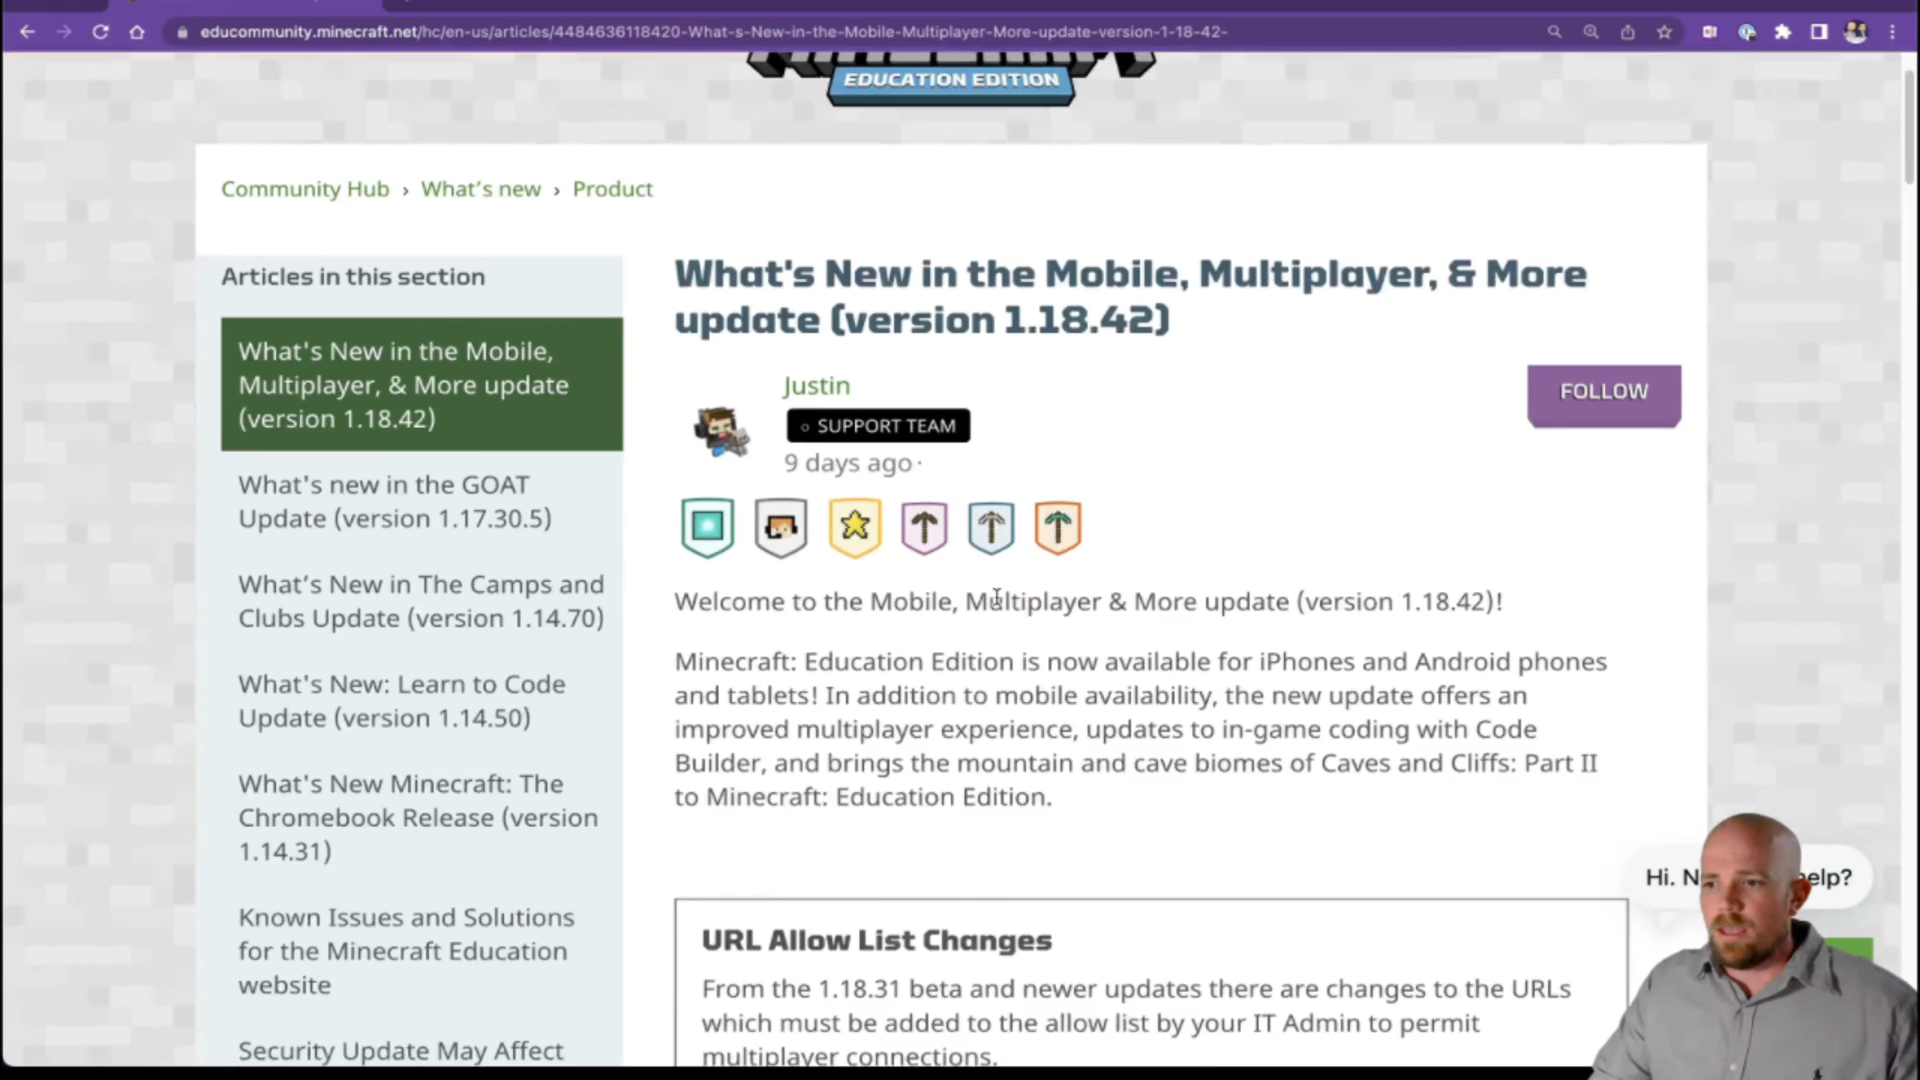 educommunity.minecraft.net/hc/en-us/articles/4484636118420-What-s-New-in-the-Mobile-Multiplayer-More-update-version-1-18-42-
EDUCATION EDITION
Community Hub › What's new › Product
Articles in this section
What's New in the Mobile,
Multiplayer, & More update
(version 1.18.42)
What's new in the GOAT
Update (version 1.17.30.5)
What's New in The Camps and
Clubs Update (version 1.14.70)
What's New: Learn to Code
Update (version 1.14.50)
What's New Minecraft: The
Chromebook Release (version
1.14.31)
Known Issues and Solutions
for the Minecraft Education
website
Security Update May Affect
What's New in the Mobile, Multiplayer, & More
update (version 1.18.42)
Justin
SUPPORT TEAM
9 days ago ·
FOLLOW
Welcome to the Mobile, Multiplayer & More update (version 1.18.42)!
Minecraft: Education Edition is now available for iPhones and Android phones
and tablets! In addition to mobile availability, the new update offers an
improved multiplayer experience, updates to in-game coding with Code
Builder, and brings the mountain and cave biomes of Caves and Cliffs: Part II
to Minecraft: Education Edition.
URL Allow List Changes
From the 1.18.31 beta and newer updates there are changes to the URLs
which must be added to the allow list by your IT Admin to permit
multiplayer connections.
Hi.